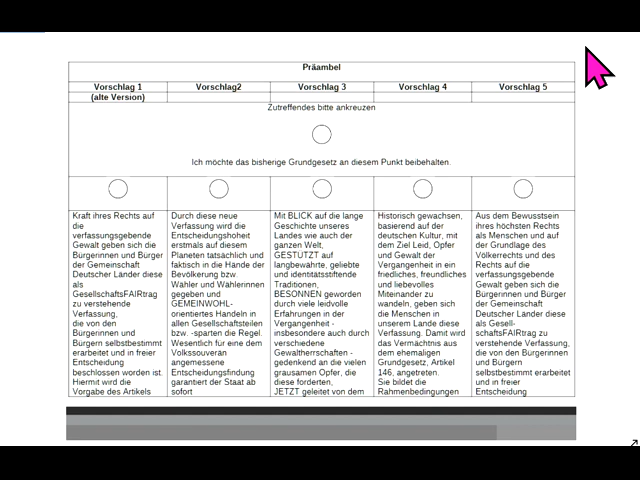 Präambel
Vorschlag 1
(alte Version)
Vorschlag2
Vorschlag 3
Vorschlag 4
Vorschlag 5
Zutreffendes bitte ankreuzen
Ich möchte das bisherige Grundgesetz an diesem Punkt beibehalten.
Kraft ihres Rechts auf
die
verfassungsgebende
Gewalt geben sich die
Bürgerinnen und Bürger
der Gemeinschaft
Deutscher Länder diese
als
GesellschaftsFAIRtrag
zu verstehende
Verfassung,
die von den
Bürgerinnen und
Bürgern selbstbestimmt
erarbeitet und in freier
Entscheidung
beschlossen worden ist.
Hiermit wird die
Vorgabe des Artikels
Durch diese neue
Verfassung wird die
Entscheidungshoheit
erstmals auf diesem
Planeten tatsächlich und
faktisch in die Hände der
Bevölkerung bzw.
Wähler und Wählerinnen
gegeben und
GEMEINWOHL-
orientiertes Handeln in
allen Gesellschaftsteilen
bzw. -sparten die Regel.
Wesentlich für eine dem
Volkssouverän
angemessene
Entscheidungsfindung
garantiert der Staat ab
sofort
Mit BLICK auf die lange
Geschichte unseres
Landes wie auch der
ganzen Welt,
GESTÜTZT auf
langbewährte, geliebte
und identitätsstiftende
Traditionen,
BESONNEN geworden
durch viele leidvolle
Erfahrungen in der
Vergangenheit -
insbesondere auch durch
verschiedene
Gewaltherrschaften -
gedenkend an die vielen
grausamen Opfer, die
diese forderten,
JETZT geleitet von dem
Historisch gewachsen,
basierend auf der
deutschen Kultur, mit
dem Ziel Leid, Opfer
und Gewalt der
Vergangenheit in ein
friedliches, freundliches
und liebevolles
Miteinander zu
wandeln, geben sich
die Menschen in
unserem Lande diese
Verfassung. Damit wird
das Vermächtnis aus
dem ehemaligen
Grundgesetz, Artikel
146, angetreten.
Sie bildet die
Rahmenbedingungen
Aus dem Bewusstsein
ihres höchsten Rechts
als Menschen und auf
der Grundlage des
Völkerrechts und des
Rechts auf die
verfassungsgebende
Gewalt geben sich die
Bürgerinnen und Bürger
der Gemeinschaft
Deutscher Länder diese
als Gesell-
schaftsFAIRtrag zu
verstehende Verfassung,
die von den Bürgerinnen
und Bürgern
selbstbestimmt erarbeitet
und in freier
Entscheidung